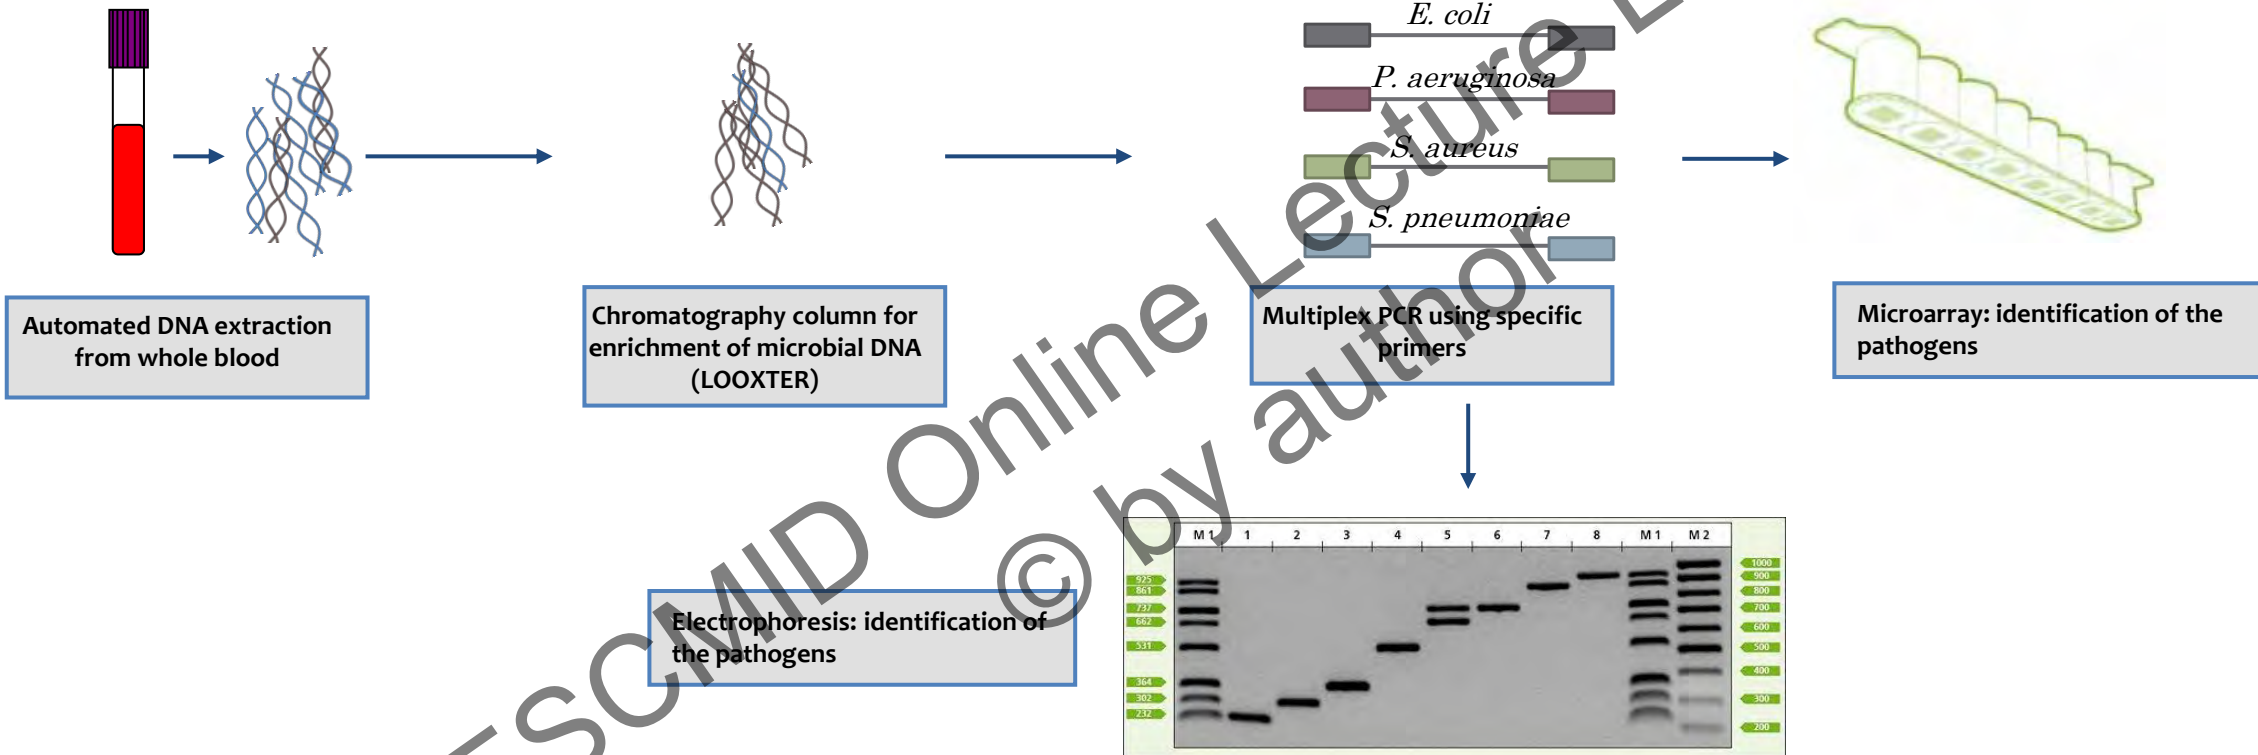 E. coli
P. aeruginosa
S. aureus
S. pneumoniae
Automated DNA extraction
from whole blood
Chromatography column for
enrichment of microbial DNA
(LOOXTER)
Multiplex PCR using specific
primers
Microarray: identification of the
pathogens
Electrophoresis: identification of
the pathogens
M 1 1 2 3 4 5 6 7 8 M 1 M 2
925
861
737
662
531
364
302
232
1000
900
800
700
600
500
400
300
200
ESCMID Online Lecture L
© by author